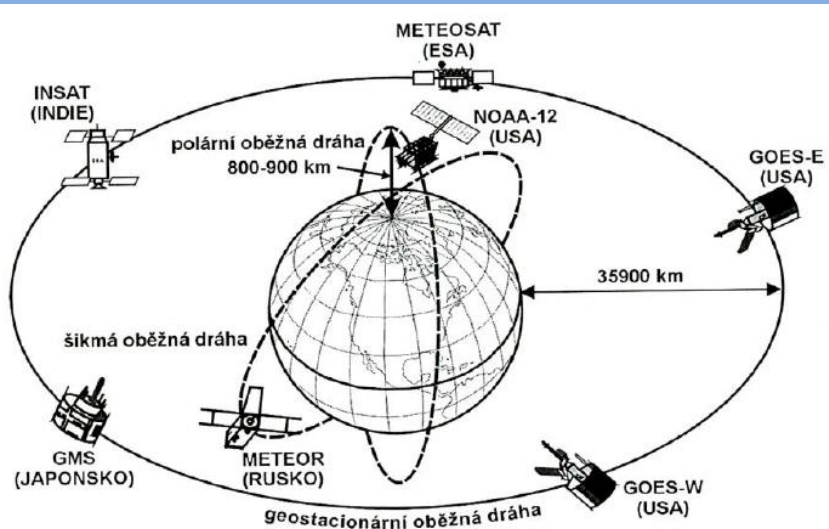 METEOSAT
(ESA)
INSAT
(INDIE)
NOAA-12
(USA)
polární oběžná dráha
800-900 km
GOES-E
(USA)
35900 km
šikmá oběžná dráha
GMS
(JAPONSKO)
METEOR
(RUSKO)
GOES-W
(USA)
geostacionární oběžná dráha